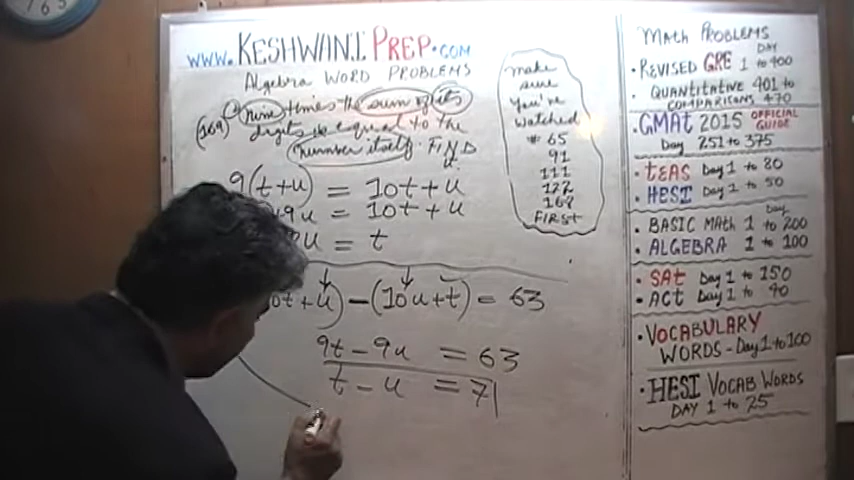 www.KESHWANIPREP.com
Algebra WORD PROBLEMS
(169) nine times the sum of its
digits is equal to the
number itself. FIND
9(t+u) = 10t+u
9u = 10t+u
u = t
0t+u) - (10u+t) = 63
9t - 9u = 63
t - u = 7
make
sure
you've
watched
# 65
91
111
122
168
FIRST
Math PROBLEMS
• REVISED GRE DAY 1 to 400
• QUANTITATIVE 401 to
COMPARISONS 470
• GMAt 2015 OFFICIAL GUIDE
Day 251 to 375
• tEAS Day 1 to 80
• HESI Day 1 to 50
Day
• BASIC MAth 1 to 200
• ALGEBRA 1 to 100
• SAt Day 1 to 150
• ACt Day 1 to 90
• VOCABULARY
WORDS - Day 1 to 100
• HESI VOCAB WORDS
DAY 1 to 25